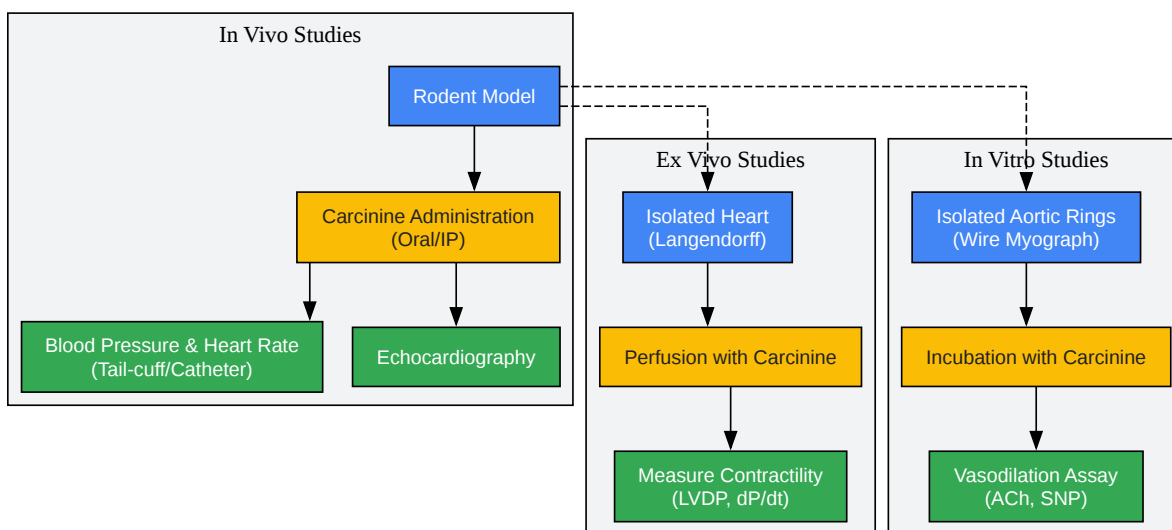 In Vivo Studies
Rodent Model
Carcinine Administration
(Oral/IP)
Blood Pressure & Heart Rate
(Tail-cuff/Catheter)
Echocardiography
Ex Vivo Studies
Isolated Heart
(Langendorff)
Perfusion with Carcinine
Measure Contractility
(LVDP, dP/dt)
In Vitro Studies
Isolated Aortic Rings
(Wire Myograph)
Incubation with Carcinine
Vasodilation Assay
(ACh, SNP)